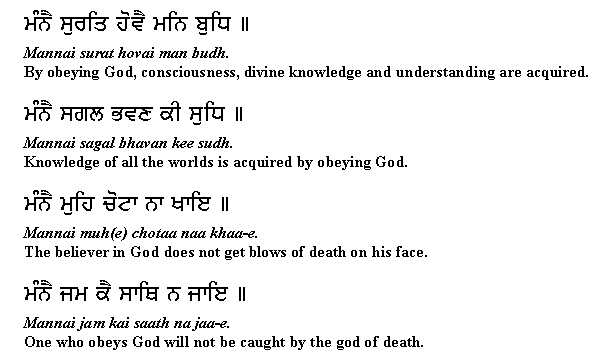 ਮੰਨੈ ਸੁਰਤਿ ਹੋਵੈ ਮਨਿ ਬੁਧਿ ॥
Mannai surat hovai man budh.
By obeying God, consciousness, divine knowledge and understanding are acquired.
ਮੰਨੈ ਸਗਲ ਭਵਣ ਕੀ ਸੁਧਿ ॥
Mannai sagal bhavan kee sudh.
Knowledge of all the worlds is acquired by obeying God.
ਮੰਨੈ ਮੁਹਿ ਚੋਟਾ ਨਾ ਖਾਇ ॥
Mannai muh(e) chotaa naa khaa-e.
The believer in God does not get blows of death on his face.
ਮੰਨੈ ਜਮ ਕੈ ਸਾਥਿ ਨ ਜਾਇ ॥
Mannai jam kai saath na jaa-e.
One who obeys God will not be caught by the god of death.